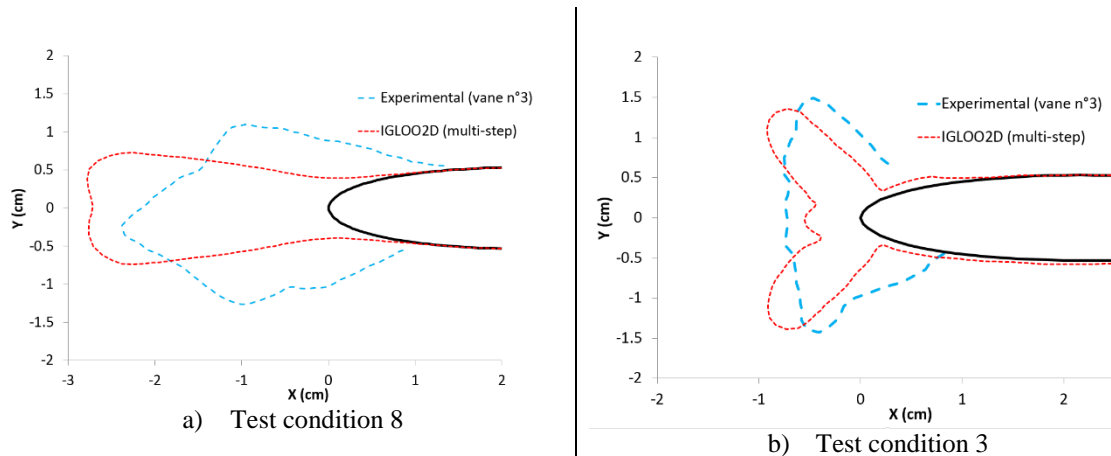 2
1.5
1
0.5
0
-0.5
-1
-1.5
-2
Y (cm)
-3 -2 -1 0 1 2
X (cm)
Experimental (vane n°3)
IGLOO2D (multi-step)
a) Test condition 8
2
1.5
1
0.5
0
-0.5
-1
-1.5
-2
Y (cm)
-2 -1 0 1 2
X (cm)
Experimental (vane n°3)
IGLOO2D (multi-step)
b) Test condition 3